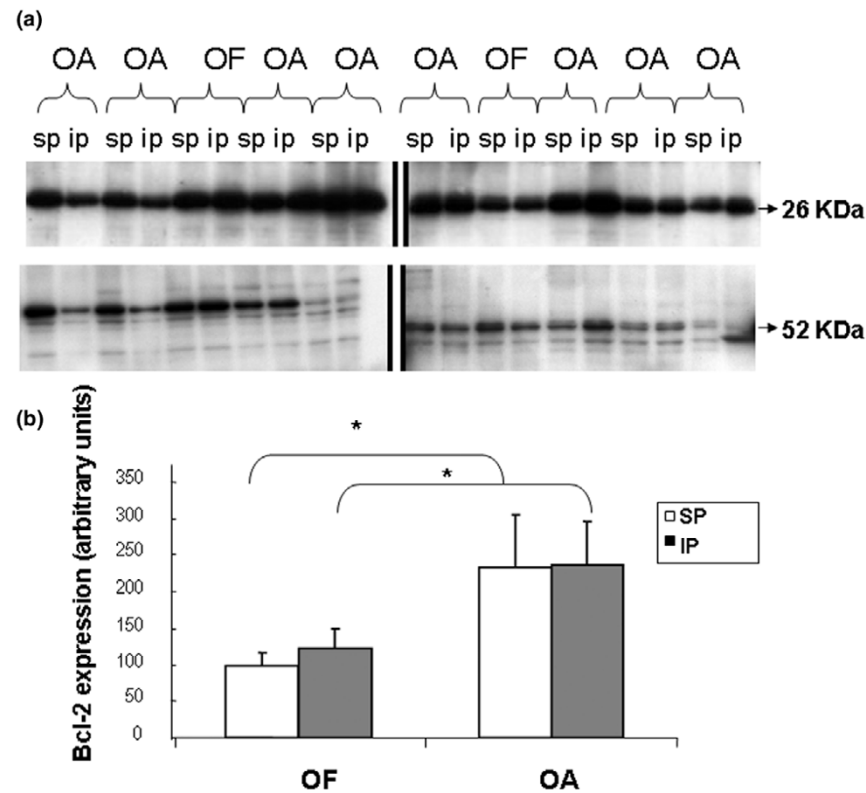 (a)
OA OA OF OA OA OA OF OA OA OA
sp ip sp ip sp ip sp ip sp ip sp ip sp ip sp ip sp ip sp ip
26 KDa
52 KDa
(b)
Bcl-2 expression (arbitrary units)
*
*
350
300
250
200
150
100
50
0
SP
IP
OF OA